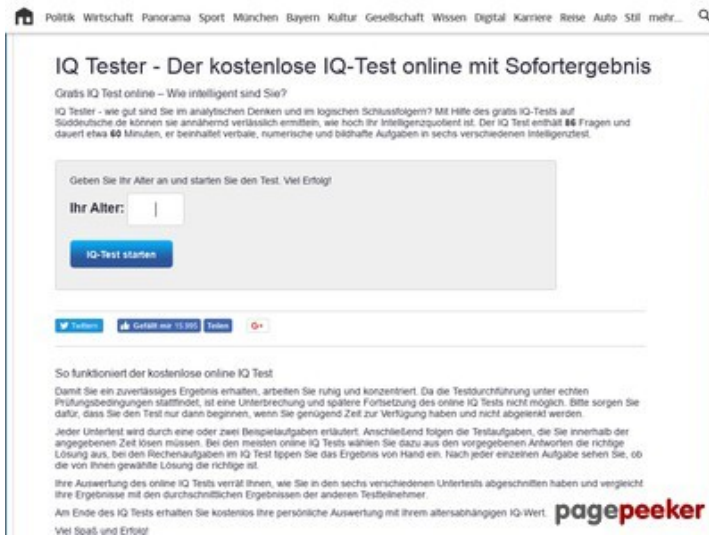 Politik Wirtschaft Panorama Sport München Bayern Kultur Gesellschaft Wissen Digital Karriere Reise Auto Stil mehr...
IQ Tester - Der kostenlose IQ-Test online mit Sofortergebnis
Gratis IQ Test online – Wie intelligent sind Sie?
IQ Tester - wie gut sind Sie im analytischen Denken und im logischen Schlussfolgern? Mit Hilfe des gratis IQ-Tests auf
Süddeutsche.de können sie annähernd verlässlich ermitteln, wie hoch Ihr Intelligenzquotient ist. Der IQ Test enthält 86 Fragen und
dauert etwa 60 Minuten, er beinhaltet verbale, numerische und bildhafte Aufgaben in sechs verschiedenen Intelligenztest.
Geben Sie Ihr Alter an und starten Sie den Test. Viel Erfolg!
Ihr Alter:
IQ-Test starten
Twittern Gefällt mir 15.995 Teilen G+
So funktioniert der kostenlose online IQ Test
Damit Sie ein zuverlässiges Ergebnis erhalten, arbeiten Sie ruhig und konzentriert. Da die Testdurchführung unter echten
Prüfungsbedingungen stattfindet, ist eine Unterbrechung und spätere Fortsetzung des online IQ Tests nicht möglich. Bitte sorgen Sie
dafür, dass Sie den Test nur dann beginnen, wenn Sie genügend Zeit zur Verfügung haben und nicht abgelenkt werden.
Jeder Untertest wird durch eine oder zwei Beispielaufgaben erläutert. Anschließend folgen die Testaufgaben, die Sie innerhalb der
angegebenen Zeit lösen müssen. Bei den meisten online IQ Tests wählen Sie dazu aus den vorgegebenen Antworten die richtige
Lösung aus, bei den Rechenaufgaben im IQ Test tippen Sie das Ergebnis von Hand ein. Nach jeder einzelnen Aufgabe sehen Sie, ob
die von Ihnen gewählte Lösung die richtige ist.
Ihre Auswertung des online IQ Tests verrät Ihnen, wie Sie in den sechs verschiedenen Untertests abgeschnitten haben und vergleicht
Ihre Ergebnisse mit den durchschnittlichen Ergebnissen der anderen Testteilnehmer.
Am Ende des IQ Tests erhalten Sie kostenlos Ihre persönliche Auswertung mit Ihrem altersabhängigen IQ-Wert.
Viel Spaß und Erfolg!
pagepeeker